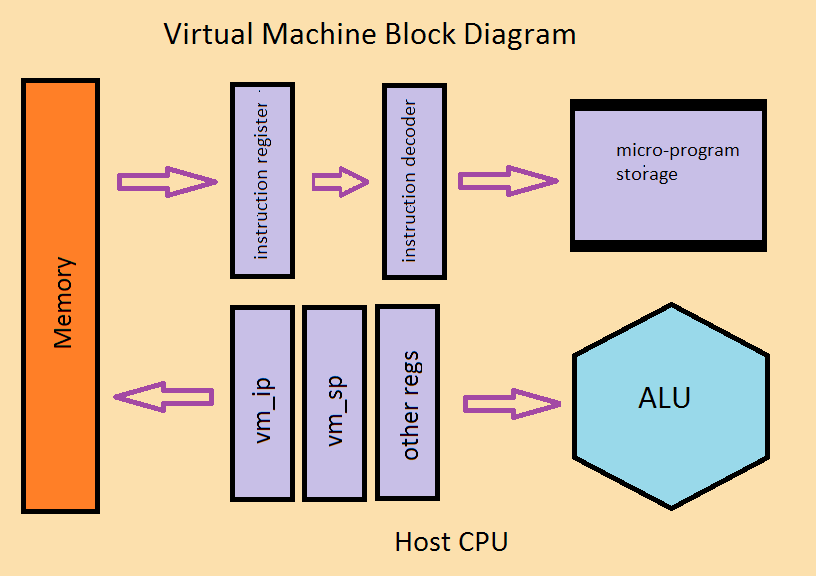 Virtual Machine Block Diagram
Memory
instruction register
instruction decoder
micro-program
storage
vm_ip
vm_sp
other regs
ALU
Host CPU